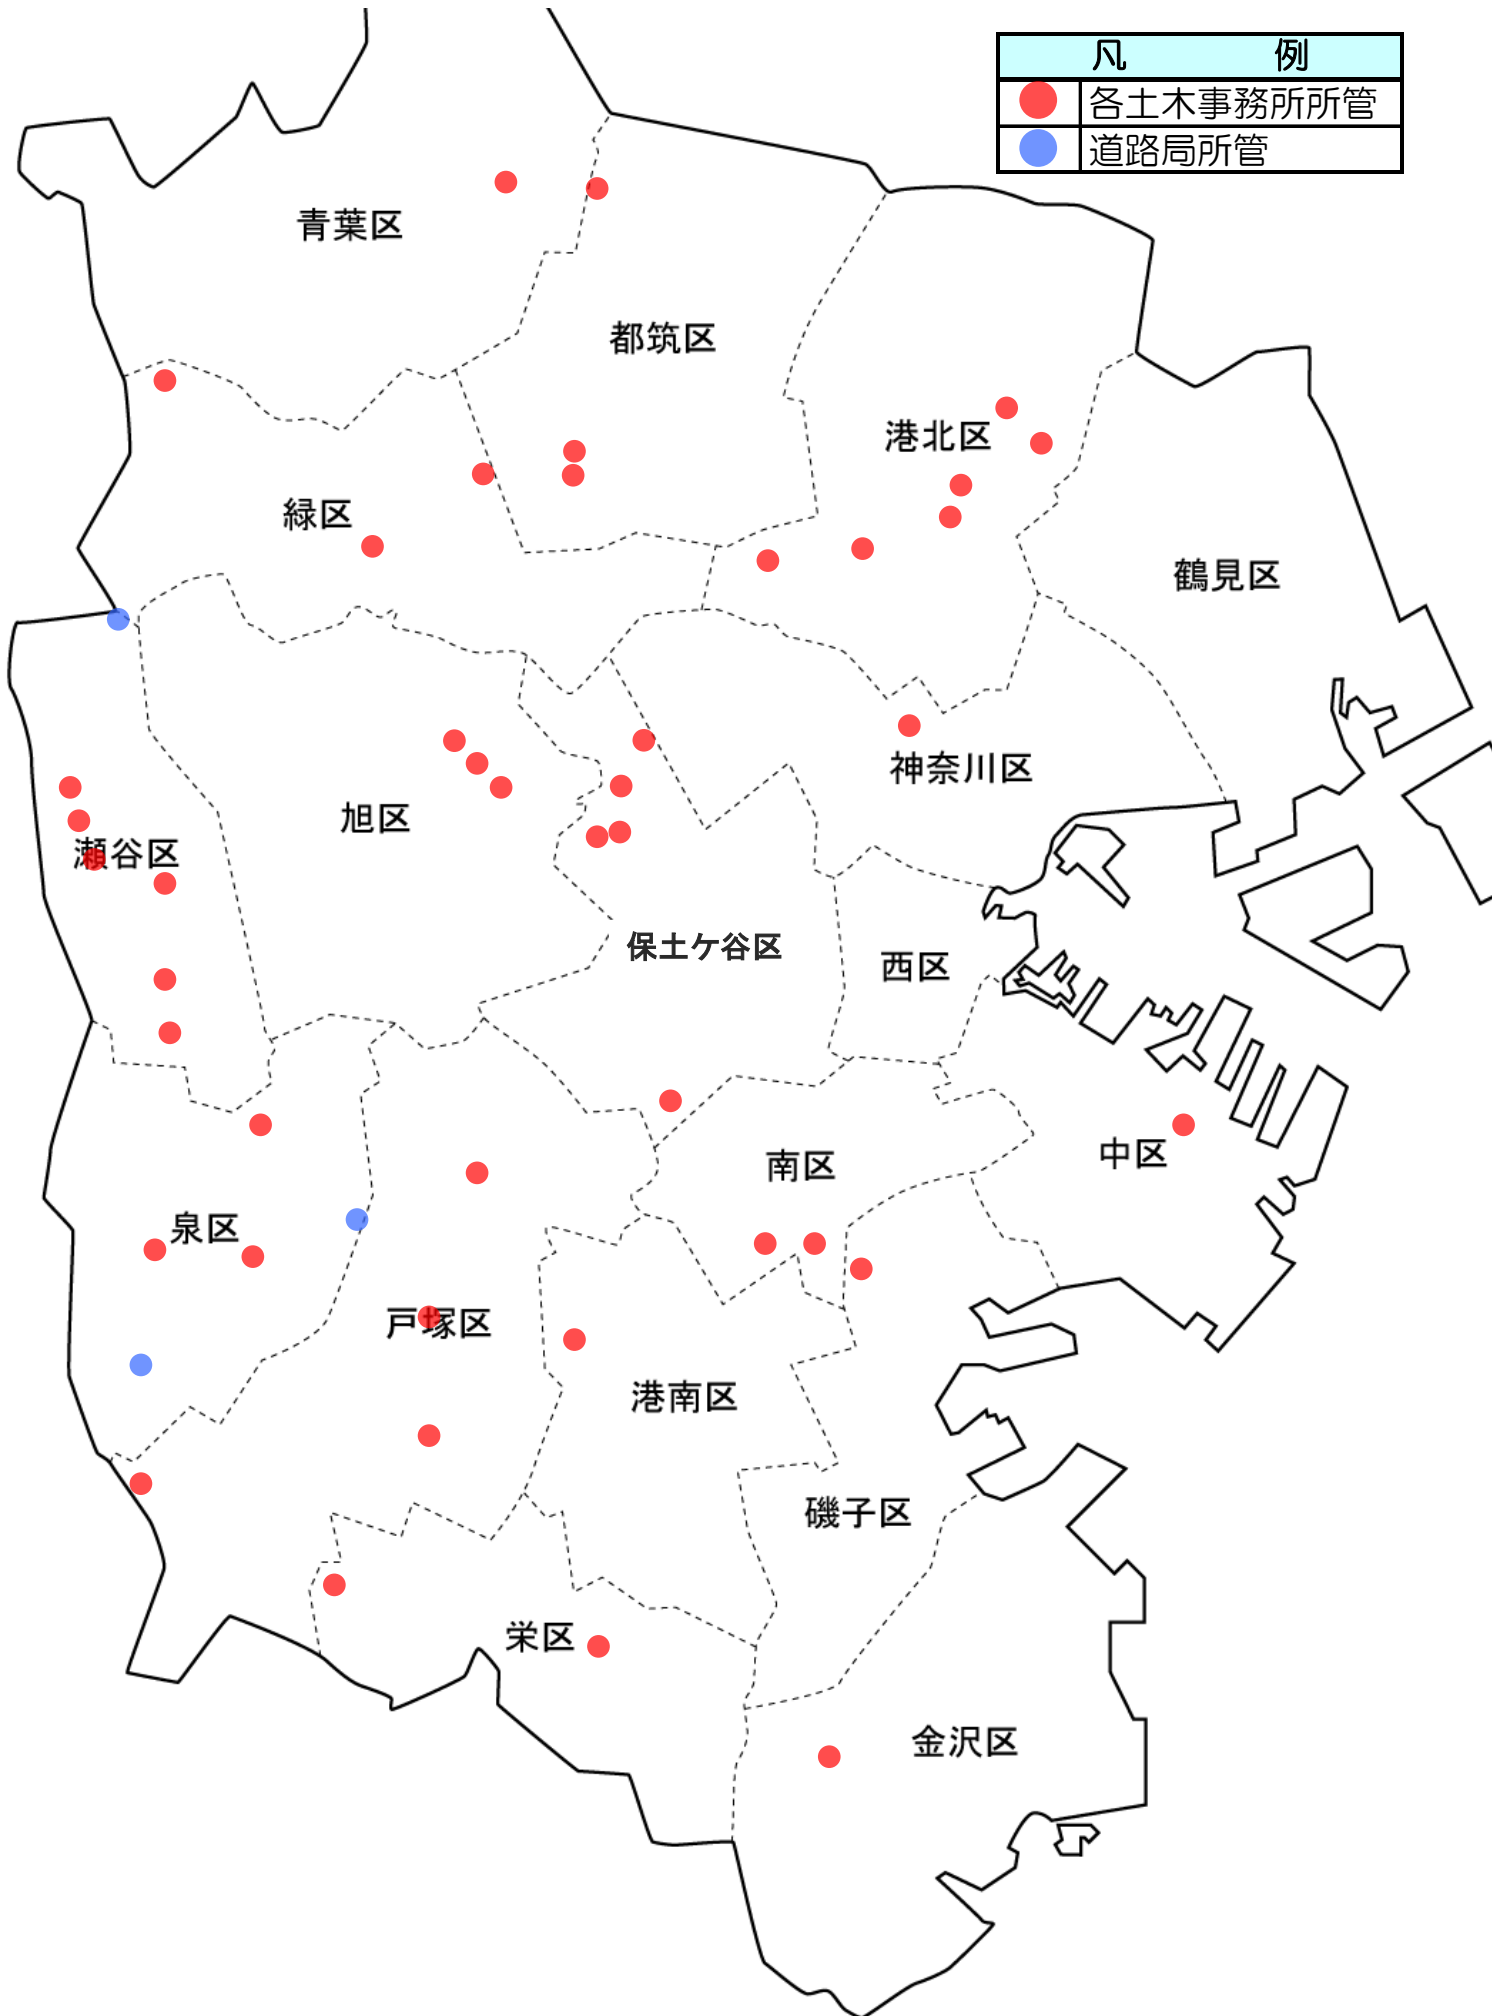 凡 例
各土木事務所所管
道路局所管
青葉区
都筑区
港北区
緑区
鶴見区
神奈川区
旭区
瀬谷区
保土ケ谷区
西区
中区
南区
泉区
戸塚区
港南区
磯子区
栄区
金沢区